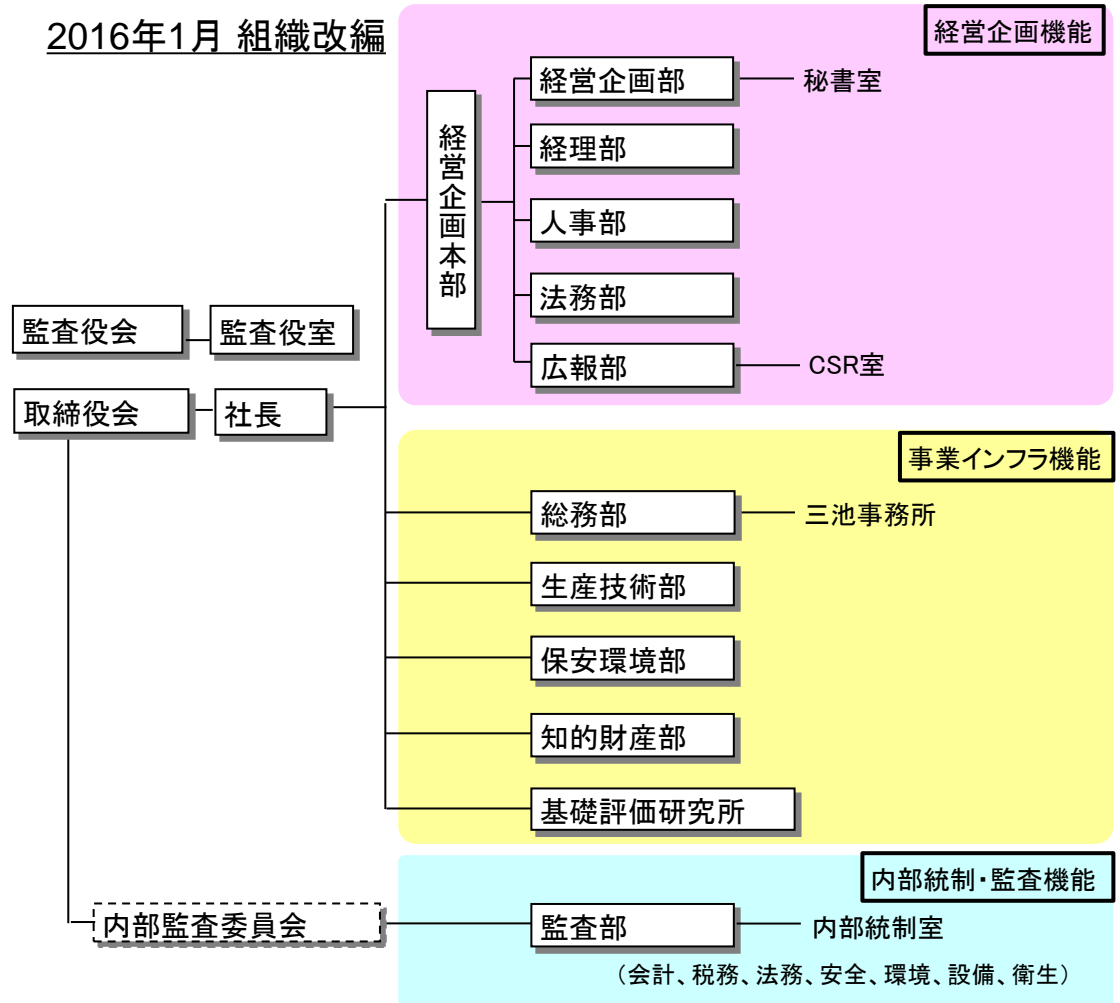 2016年1月 組織改編
経営企画機能
経営企画本部
経営企画部
秘書室
経理部
人事部
法務部
広報部
CSR室
監査役会
監査役室
取締役会
社長
事業インフラ機能
総務部
三池事務所
生産技術部
保安環境部
知的財産部
基礎評価研究所
内部統制・監査機能
内部監査委員会
監査部
内部統制室
（会計、税務、法務、安全、環境、設備、衛生）